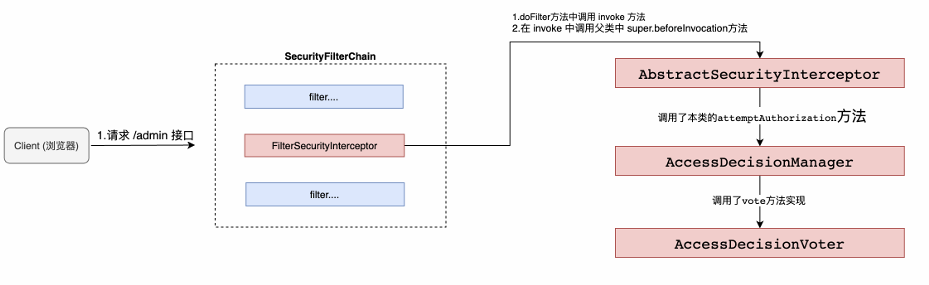 1.doFilter方法中调用 invoke 方法
2.在 invoke 中调用父类中 super.beforeInvocation方法
SecurityFilterChain
AbstractSecurityInterceptor
filter....
调用了本类的attemptAuthorization方法
1.请求 /admin 接口
Client (浏览器)
FilterSecurityInterceptor
AccessDecisionManager
filter....
调用了vote方法实现
AccessDecisionVoter